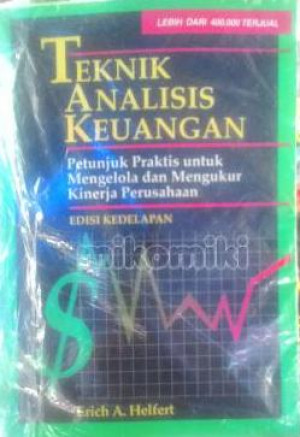 LEBIH DARI 400.000 TERJUAL
TEKNIK
ANALISIS
KEUANGAN
Petunjuk Praktis untuk
Mengelola dan Mengukur
Kinerja Perusahaan
EDISI KEDELAPAN
mikomiki
$
Erich A. Helfert